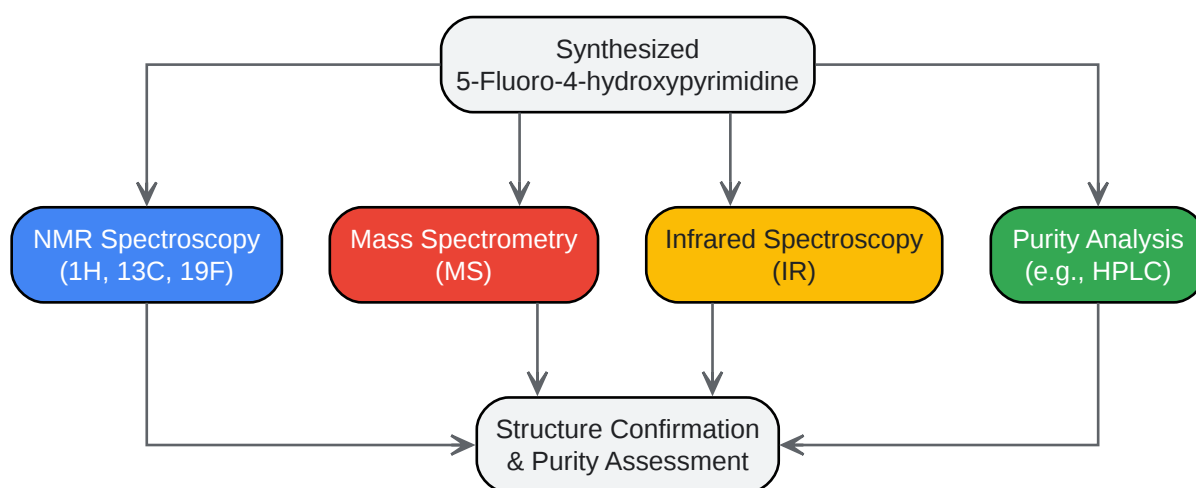 Synthesized
5-Fluoro-4-hydroxypyrimidine
NMR Spectroscopy
(1H, 13C, 19F)
Mass Spectrometry
(MS)
Infrared Spectroscopy
(IR)
Purity Analysis
(e.g., HPLC)
Structure Confirmation
& Purity Assessment